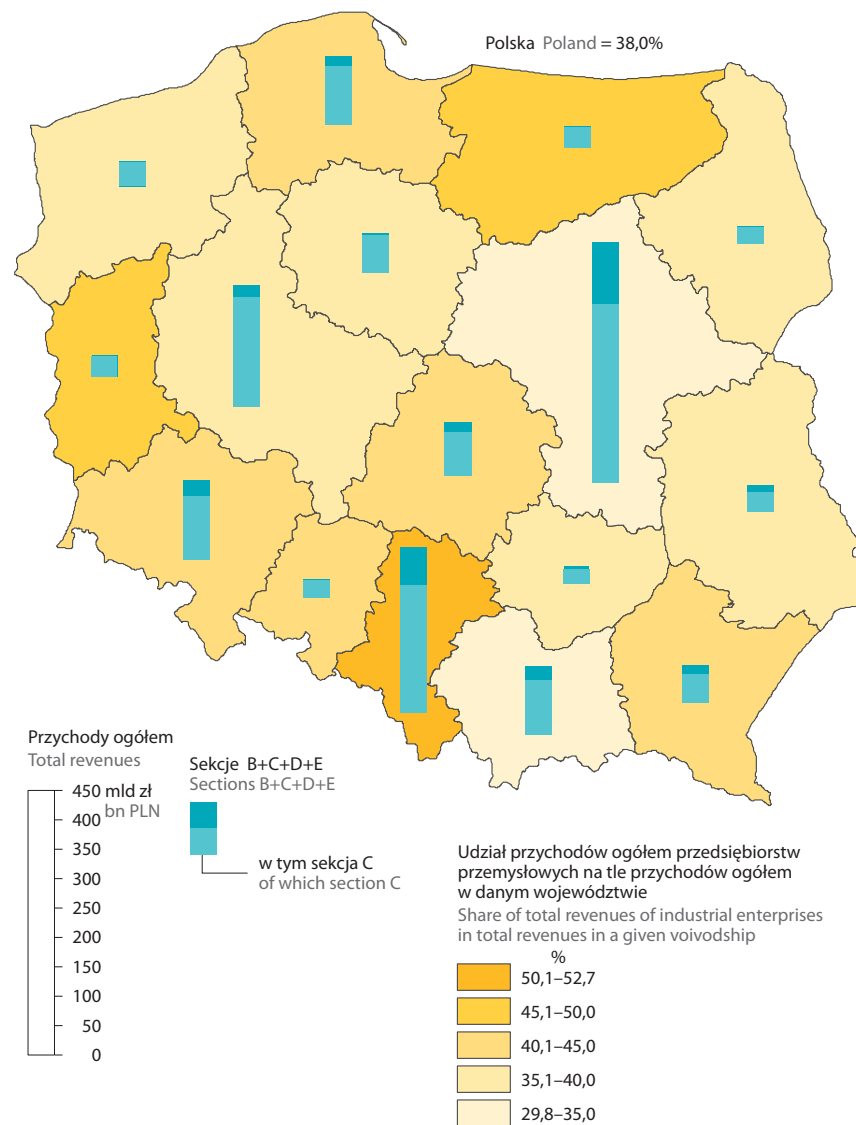 Polska Poland = 38,0%
Przychody ogółem
Total revenues
450 mld zł
bn PLN
400
350
300
250
200
150
100
50
0
Sekcje B+C+D+E
Sections B+C+D+E
w tym sekcja C
of which section C
Udział przychodów ogółem przedsiębiorstw
przemysłowych na tle przychodów ogółem
w danym województwie
Share of total revenues of industrial enterprises
in total revenues in a given voivodship
%
50,1–52,7
45,1–50,0
40,1–45,0
35,1–40,0
29,8–35,0